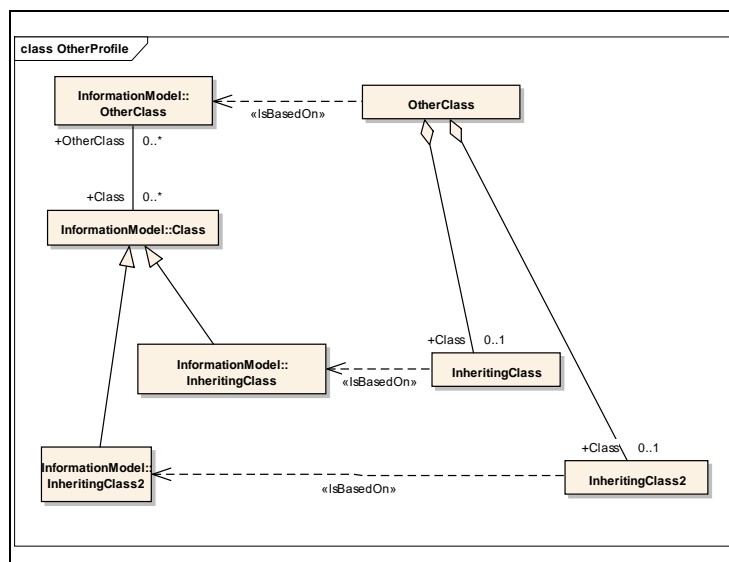 class OtherProfile
InformationModel::
OtherClass
OtherClass
«IsBasedOn»
+OtherClass 0..*
+Class 0..*
InformationModel::Class
+Class 0..1
InformationModel::
InheritingClass
InheritingClass
«IsBasedOn»
+Class 0..1
InformationModel::
InheritingClass2
InheritingClass2
«IsBasedOn»